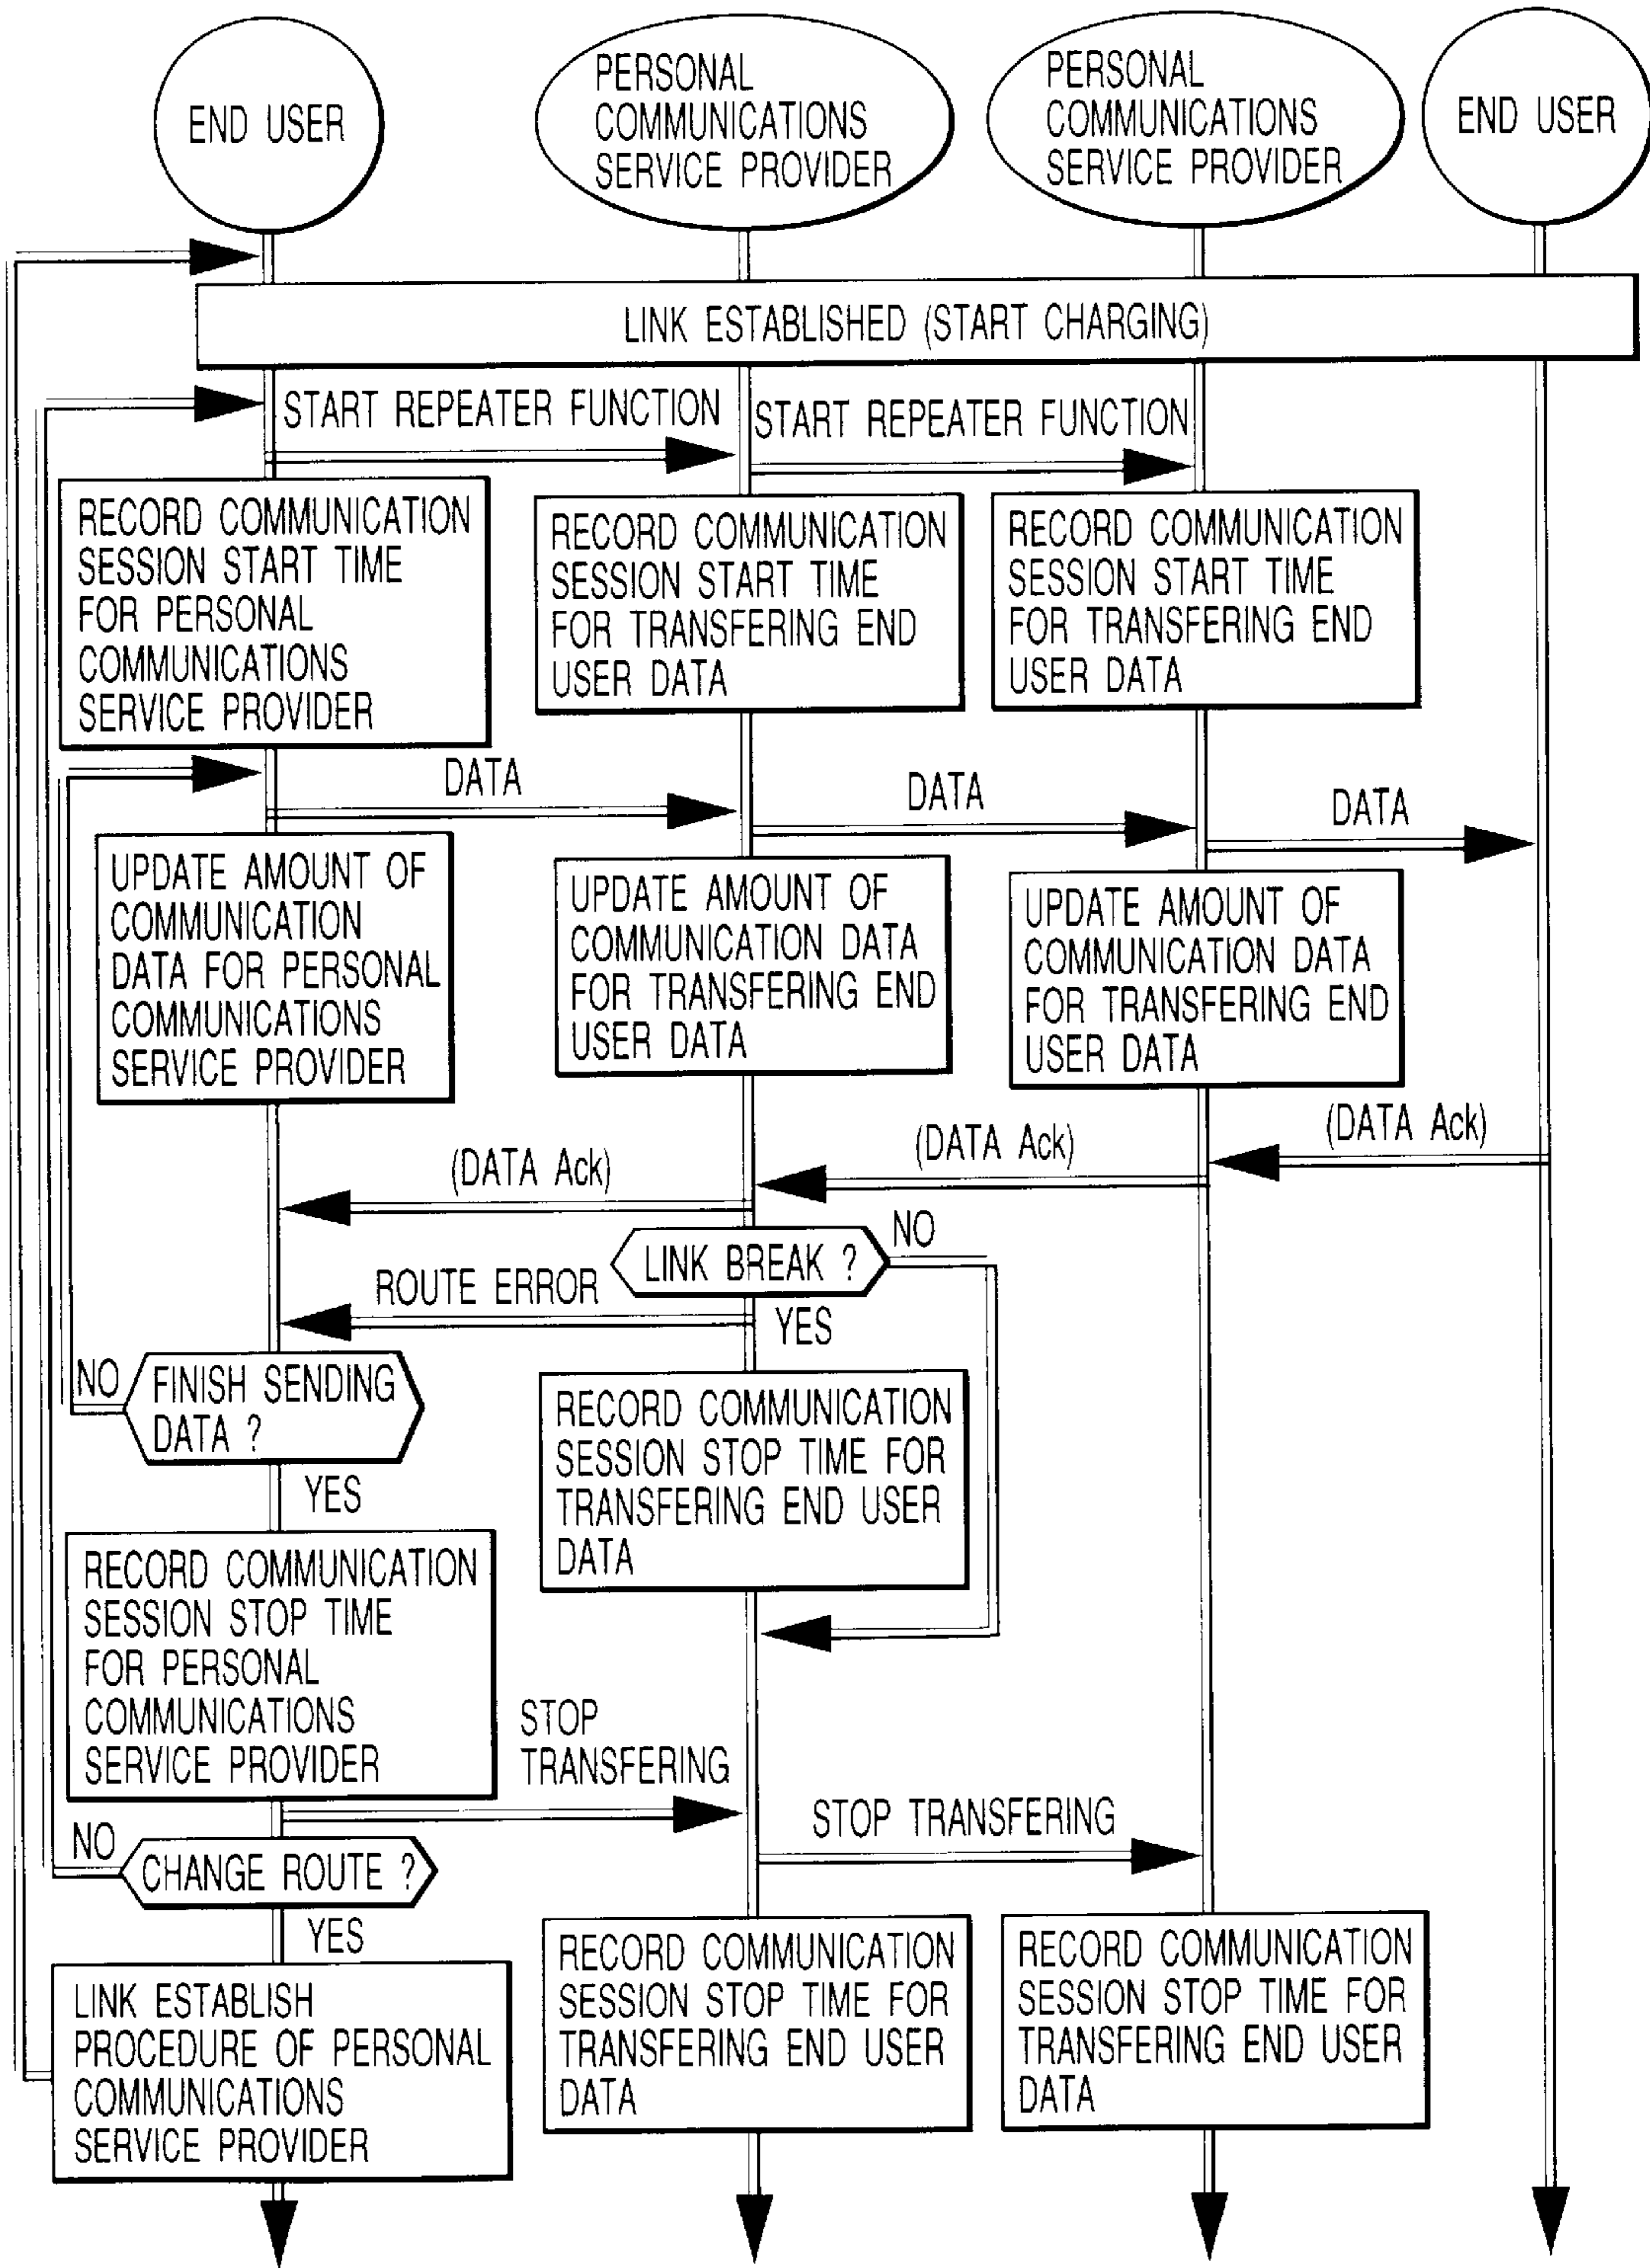 END USER
PERSONAL
COMMUNICATIONS
SERVICE PROVIDER
PERSONAL
COMMUNICATIONS
SERVICE PROVIDER
END USER
LINK ESTABLISHED (START CHARGING)
START REPEATER FUNCTION
START REPEATER FUNCTION
RECORD COMMUNICATION
SESSION START TIME
FOR PERSONAL
COMMUNICATIONS
SERVICE PROVIDER
RECORD COMMUNICATION
SESSION START TIME
FOR TRANSFERING END
USER DATA
RECORD COMMUNICATION
SESSION START TIME
FOR TRANSFERING END
USER DATA
DATA
DATA
DATA
UPDATE AMOUNT OF
COMMUNICATION
DATA FOR PERSONAL
COMMUNICATIONS
SERVICE PROVIDER
UPDATE AMOUNT OF
COMMUNICATION DATA
FOR TRANSFERING END
USER DATA
UPDATE AMOUNT OF
COMMUNICATION DATA
FOR TRANSFERING END
USER DATA
(DATA Ack)
(DATA Ack)
(DATA Ack)
LINK BREAK ?
NO
ROUTE ERROR
YES
NO
FINISH SENDING
DATA ?
YES
RECORD COMMUNICATION
SESSION STOP TIME FOR
TRANSFERING END USER
DATA
RECORD COMMUNICATION
SESSION STOP TIME
FOR PERSONAL
COMMUNICATIONS
SERVICE PROVIDER
STOP
TRANSFERING
STOP TRANSFERING
NO
CHANGE ROUTE ?
YES
LINK ESTABLISH
PROCEDURE OF PERSONAL
COMMUNICATIONS
SERVICE PROVIDER
RECORD COMMUNICATION
SESSION STOP TIME FOR
TRANSFERING END USER
DATA
RECORD COMMUNICATION
SESSION STOP TIME FOR
TRANSFERING END USER
DATA